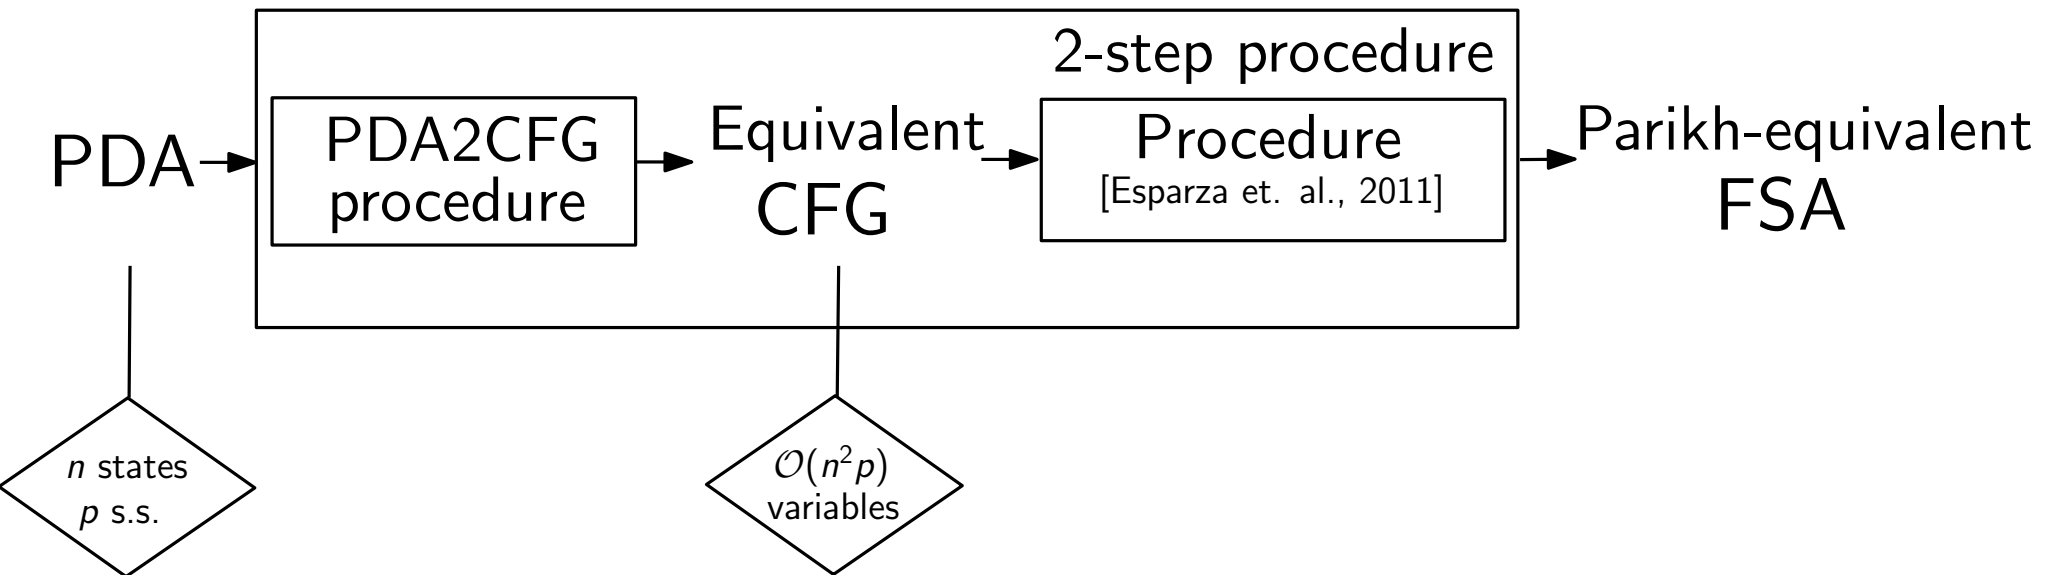 2-step procedure
PDA
PDA2CFG
procedure
Equivalent
CFG
Procedure
[Esparza et. al., 2011]
Parikh-equivalent
FSA
n states
p s.s.
𝒪(n²p)
variables